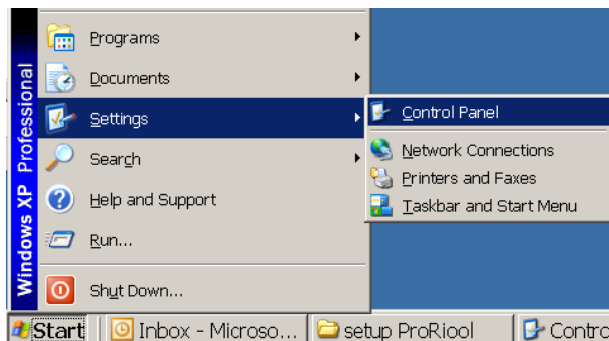 Windows XP Professional
Programs
Documents
Settings
Search
Help and Support
Run...
Shut Down...
Control Panel
Network Connections
Printers and Faxes
Taskbar and Start Menu
Start
Inbox - Microso...
setup ProRiool
Contro